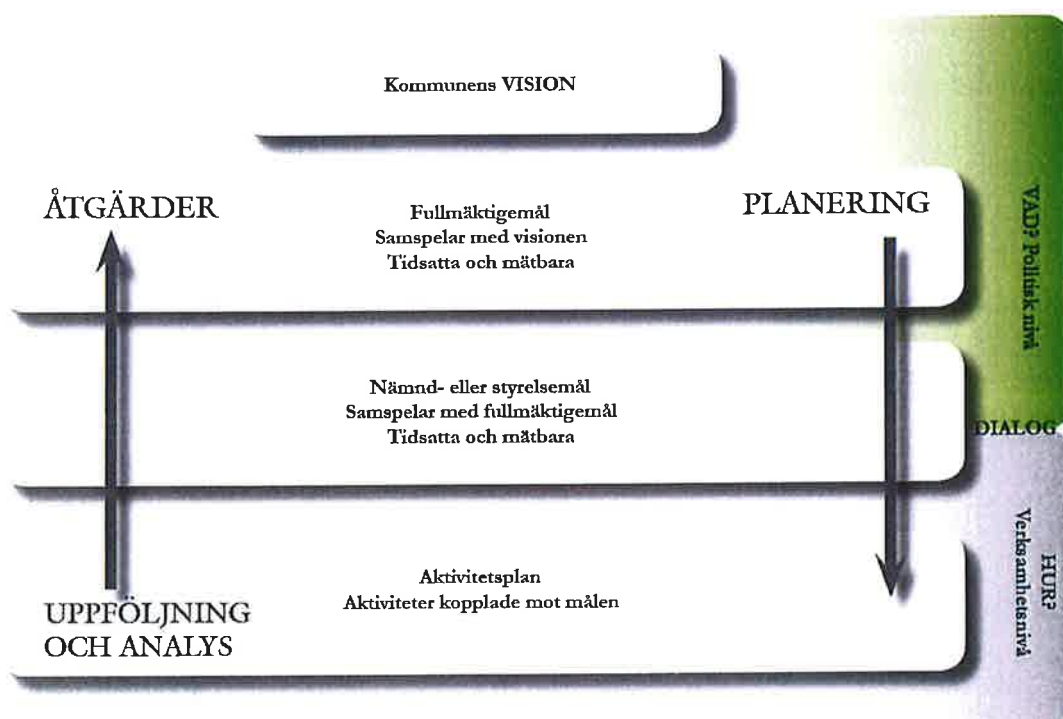 Kommunens VISION
ÅTGÄRDER
Fullmäktigemål
Samspelar med visionen
Tidsatta och mätbara
PLANERING
VAD? Politisk nivå
Nämnd- eller styrelsemål
Samspelar med fullmäktigemål
Tidsatta och mätbara
DIALOG
Aktivitetsplan
Aktiviteter kopplade mot målen
UPPFÖLJNING
OCH ANALYS
HUR?
Verksamhetsnivå